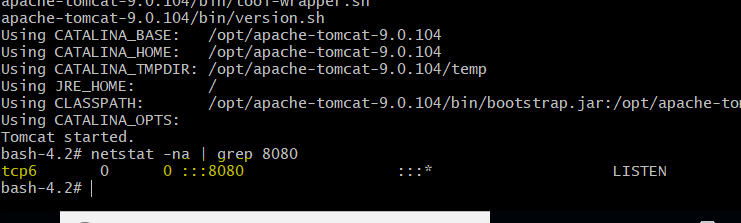 apache-tomcat-9.0.104/bin/tool-wrapper.sh
apache-tomcat-9.0.104/bin/version.sh
Using CATALINA_BASE:   /opt/apache-tomcat-9.0.104
Using CATALINA_HOME:   /opt/apache-tomcat-9.0.104
Using CATALINA_TMPDIR: /opt/apache-tomcat-9.0.104/temp
Using JRE_HOME:        /
Using CLASSPATH:       /opt/apache-tomcat-9.0.104/bin/bootstrap.jar:/opt/apache-to
Using CATALINA_OPTS:
Tomcat started.
bash-4.2# netstat -na | grep 8080
tcp6       0      0 :::8080                 :::*                    LISTEN
bash-4.2#